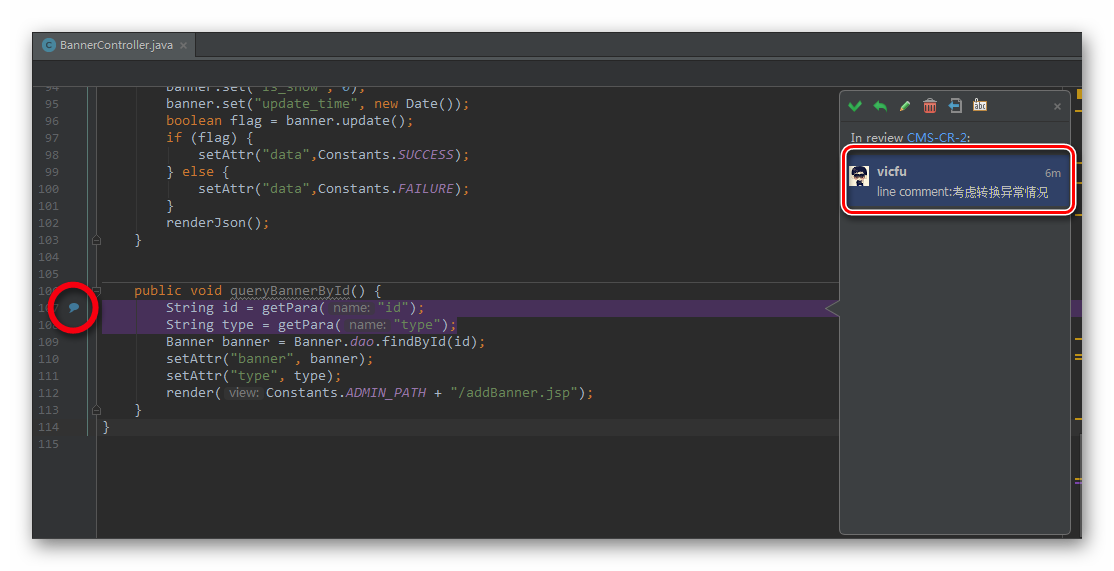 BannerController.java
94 banner.set("is_show", 0);
95 banner.set("update_time", new Date());
96 boolean flag = banner.update();
97 if (flag) {
98 setAttr("data",Constants.SUCCESS);
99 } else {
100 setAttr("data",Constants.FAILURE);
101 }
102 renderJson();
103 }
104
105
106 public void queryBannerById() {
107 String id = getPara( name: "id");
108 String type = getPara( name: "type");
109 Banner banner = Banner.dao.findById(id);
110 setAttr("banner", banner);
111 setAttr("type", type);
112 render( view: Constants.ADMIN_PATH + "/addBanner.jsp");
113 }
114 }
115
abc
In review CMS-CR-2:
vicfu 6m
line comment:考虑转换异常情况